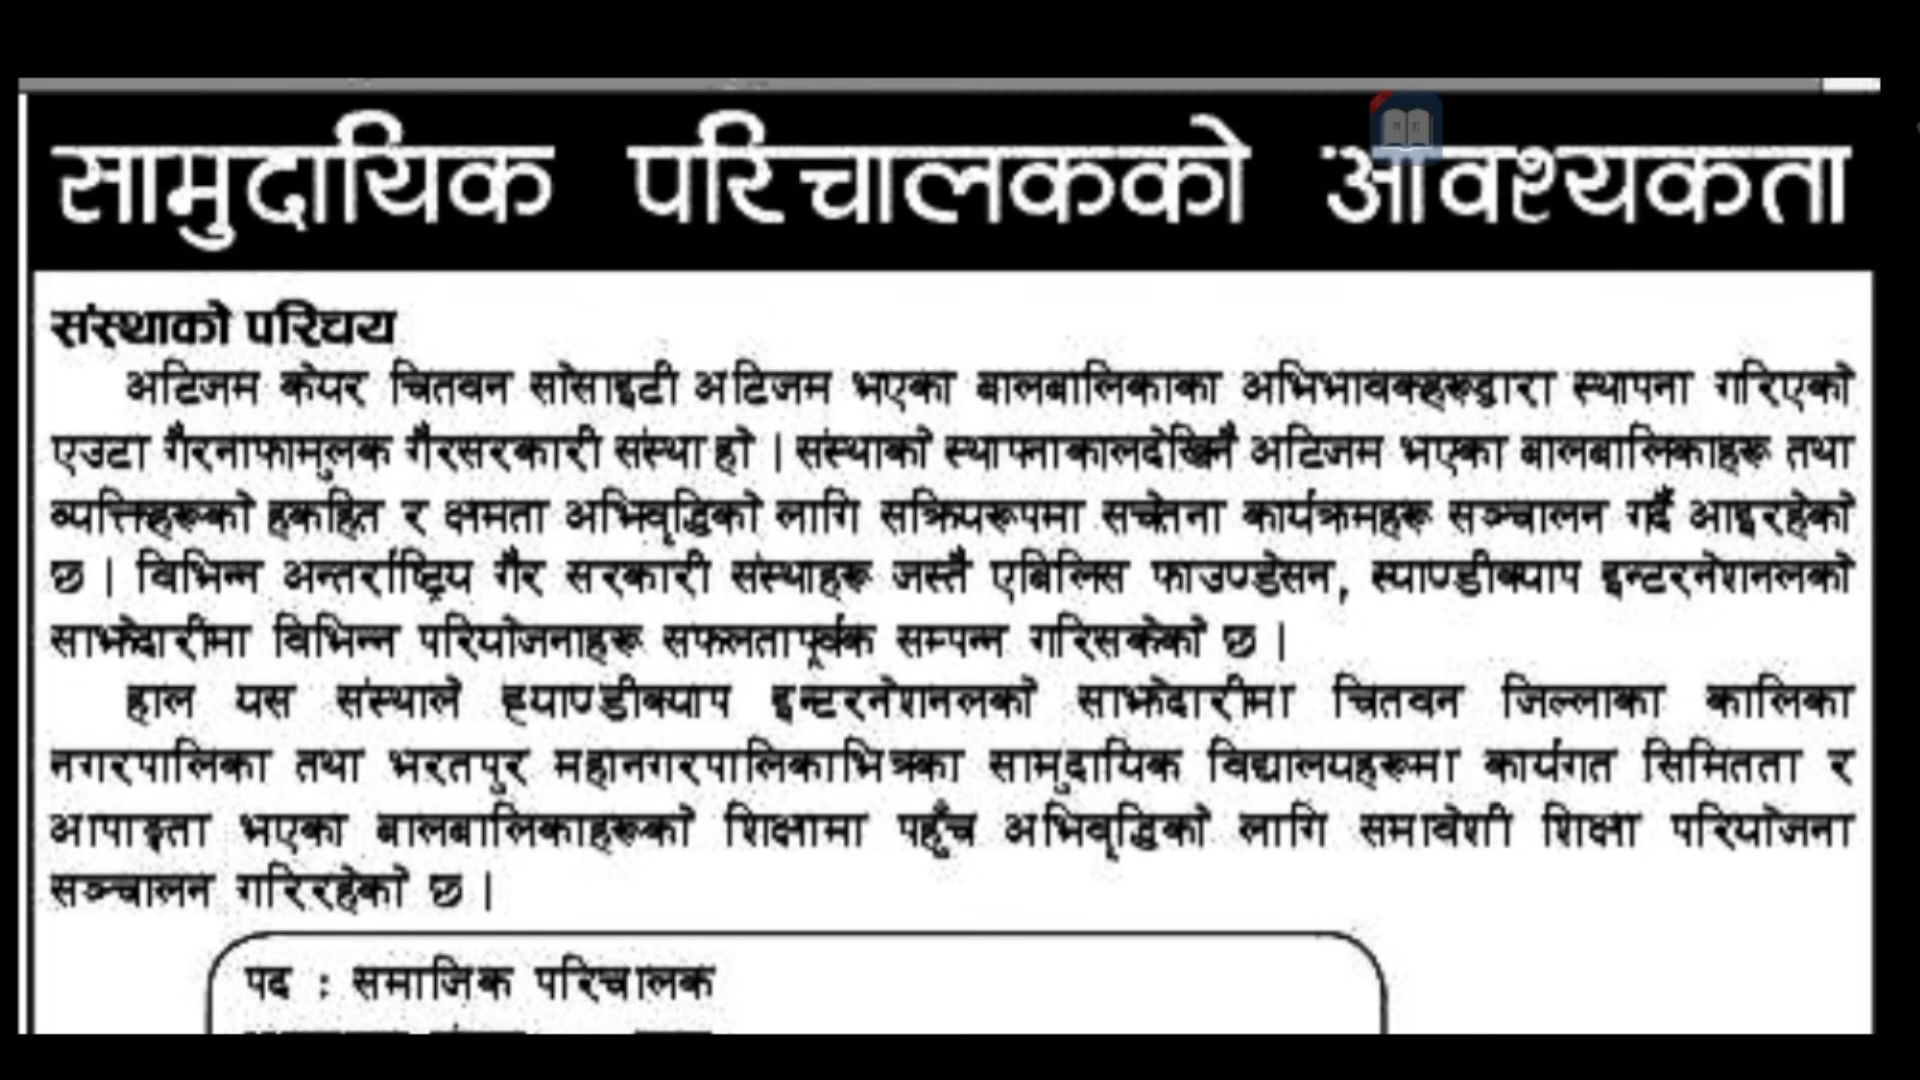 सामुदायिक परिचालकको आवश्यकता
संस्थाको परिचय
अटिजम केयर चितवन सोसाइटी अटिजम भएका बालबालिकाका अभिभावकहरूद्वारा स्थापना गरिएको
एउटा गैरनाफामुलक गैरसरकारी संस्था हो | संस्थाको स्थापनाकालदेखिनै अटिजम भएका बालबालिकाहरू तथा
व्यक्तिहरूको हकहित र क्षमता अभिवृद्धिको लागि सक्रियरूपमा सचेतना कार्यक्रमहरू सञ्चालन गर्दै आइरहेको
छ | विभिन्न अन्तर्राष्ट्रिय गैर सरकारी संस्थाहरू जस्तै एबिलिस फाउण्डेसन, ह्याण्डीक्याप इन्टरनेशनलको
साझेदारीमा विभिन्न परियोजनाहरू सफलतापूर्वक सम्पन्न गरिसकेको छ |
हाल यस संस्थाले ह्याण्डीक्याप इन्टरनेशनलको साझेदारीमा चितवन जिल्लाका कालिका
नगरपालिका तथा भरतपुर महानगरपालिकाभित्रका सामुदायिक विद्यालयहरूमा कार्यगत सिमितता र
अपाङ्गता भएका बालबालिकाहरूको शिक्षामा पहुँच अभिवृद्धिको लागि समावेशी शिक्षा परियोजना
सञ्चालन गरिरहेको छ |
पद : समाजिक परिचालक